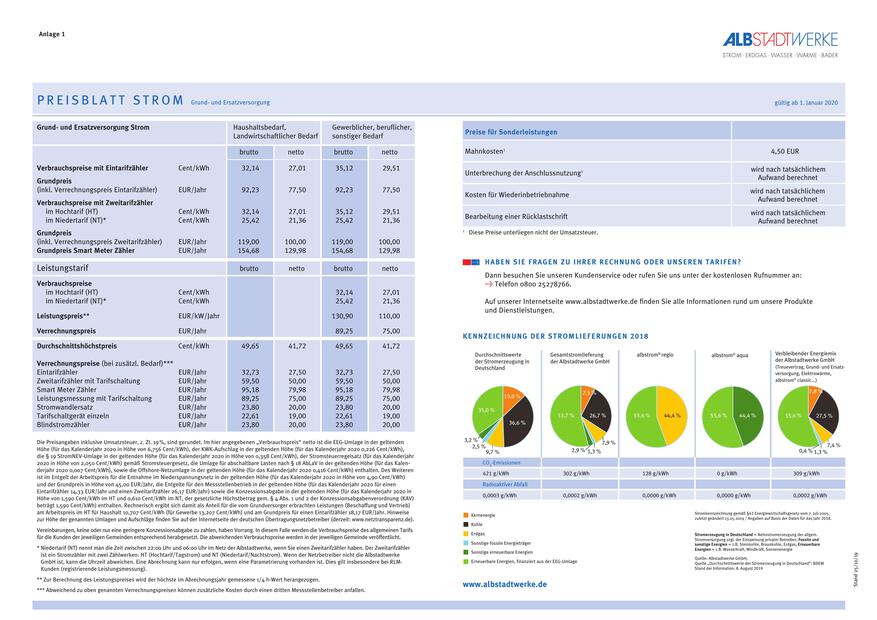 Anlage 1
ALBSTADTWERKE
STROM · ERDGAS · WASSER · WÄRME · BÄDER
PREISBLATT STROM Grund- und Ersatzversorgung
gültig ab 1. Januar 2020
Grund- und Ersatzversorgung Strom
Haushaltsbedarf, Landwirtschaftlicher Bedarf
Gewerblicher, beruflicher, sonstiger Bedarf
brutto netto brutto netto
Verbrauchspreise mit Eintarifzähler Cent/kWh 32,14 27,01 35,12 29,51
Grundpreis
(inkl. Verrechnungspreis Eintarifzähler) EUR/Jahr 92,23 77,50 92,23 77,50
Verbrauchspreise mit Zweitarifzähler
im Hochtarif (HT) Cent/kWh 32,14 27,01 35,12 29,51
im Niedertarif (NT)* Cent/kWh 25,42 21,36 25,42 21,36
Grundpreis
(inkl. Verrechnungspreis Zweitarifzähler) EUR/Jahr 119,00 100,00 119,00 100,00
Grundpreis Smart Meter Zähler EUR/Jahr 154,68 129,98 154,68 129,98
Leistungstarif brutto netto brutto netto
Verbrauchspreise
im Hochtarif (HT) Cent/kWh 32,14 27,01
im Niedertarif (NT)* Cent/kWh 25,42 21,36
Leistungspreis** EUR/kW/Jahr 130,90 110,00
Verrechnungspreis EUR/Jahr 89,25 75,00
Durchschnittshöchstpreis Cent/kWh 49,65 41,72 49,65 41,72
Verrechnungspreise (bei zusätzl. Bedarf)***
Eintarifzähler EUR/Jahr 32,73 27,50 32,73 27,50
Zweitarifzähler mit Tarifschaltung EUR/Jahr 59,50 50,00 59,50 50,00
Smart Meter Zähler EUR/Jahr 95,18 79,98 95,18 79,98
Leistungsmessung mit Tarifschaltung EUR/Jahr 89,25 75,00 89,25 75,00
Stromwandlersatz EUR/Jahr 23,80 20,00 23,80 20,00
Tarifschaltgerät einzeln EUR/Jahr 22,61 19,00 22,61 19,00
Blindstromzähler EUR/Jahr 23,80 20,00 23,80 20,00
Die Preisangaben inklusive Umsatzsteuer, z. Zt. 19 %, sind gerundet. Im hier angegebenen „Verbrauchspreis“ netto ist die EEG-Umlage in der geltenden
Höhe (für das Kalenderjahr 2020 in Höhe von 6,756 Cent/kWh), der KWK-Aufschlag in der geltenden Höhe (für das Kalenderjahr 2020 0,226 Cent/kWh),
die § 19 StromNEV-Umlage in der geltenden Höhe (für das Kalenderjahr 2020 in Höhe von 0,358 Cent/kWh), der Stromsteuerregelsatz (für das Kalenderjahr
2020 in Höhe von 2,050 Cent/kWh) gemäß Stromsteuergesetz, die Umlage für abschaltbare Lasten nach § 18 AbLaV in der geltenden Höhe (für das Kalen-
derjahr 2020 0,007 Cent/kWh), sowie die Offshore-Netzumlage in der geltenden Höhe (für das Kalenderjahr 2020 0,416 Cent/kWh) enthalten. Des Weiteren
ist im Entgelt der Arbeitspreis für die Entnahme im Niederspannungsnetz in der geltenden Höhe (für das Kalenderjahr 2020 in Höhe von 4,90 Cent/kWh)
und der Grundpreis in Höhe von 45,00 EUR/Jahr, die Entgelte für den Messstellenbetrieb in der geltenden Höhe (für das Kalenderjahr 2020 für einen
Eintarifzähler 14,33 EUR/Jahr und einen Zweitarifzähler 26,17 EUR/Jahr) sowie die Konzessionsabgabe in der geltenden Höhe (für das Kalenderjahr 2020 in
Höhe von 1,590 Cent/kWh im HT und 0,610 Cent/kWh im NT, der gesetzliche Höchstbetrag gem. § 4 Abs. 1 und 2 der Konzessionsabgabenverordnung (KAV)
beträgt 1,590 Cent/kWh) enthalten. Rechnerisch ergibt sich damit als Anteil für die vom Grundversorger erbrachten Leistungen (Beschaffung und Vertrieb)
am Arbeitspreis im HT für Haushalt 10,707 Cent/kWh (für Gewerbe 13,207 Cent/kWh) und am Grundpreis für einen Eintarifzähler 18,17 EUR/Jahr. Hinweise
zur Höhe der genannten Umlagen und Aufschläge finden Sie auf der Internetseite der deutschen Übertragungsnetzbetreiber (derzeit: www.netztransparenz.de).
Vereinbarungen, keine oder nur eine geringere Konzessionsabgabe zu zahlen, haben Vorrang. In diesem Falle werden die Verbrauchspreise des allgemeinen Tarifs
für die Kunden der jeweiligen Gemeinden entsprechend herabgesetzt. Die abweichenden Verbrauchspreise werden in der jeweiligen Gemeinde veröffentlicht.
* Niedertarif (NT) nennt man die Zeit zwischen 22:00 Uhr und 06:00 Uhr im Netz der Albstadtwerke, wenn Sie einen Zweitarifzähler haben. Der Zweitarifzähler
ist ein Stromzähler mit zwei Zählwerken: HT (Hochtarif/Tagstrom) und NT (Niedertarif/Nachtstrom). Wenn der Netzbetreiber nicht die Albstadtwerke
GmbH ist, kann die Uhrzeit abweichen. Eine Abrechnung kann nur erfolgen, wenn eine Parametrierung vorhanden ist. Dies gilt insbesondere bei RLM-
Kunden (registrierende Leistungsmessung).
** Zur Berechnung des Leistungspreises wird der höchste im Abrechnungsjahr gemessene 1/4 h-Wert herangezogen.
*** Abweichend zu oben genannten Verrechnungspreisen können zusätzliche Kosten durch einen dritten Messstellenbetreiber anfallen.
Preise für Sonderleistungen
Mahnkosten¹ 4,50 EUR
Unterbrechung der Anschlussnutzung¹ wird nach tatsächlichem Aufwand berechnet
Kosten für Wiederinbetriebnahme wird nach tatsächlichem Aufwand berechnet
Bearbeitung einer Rücklastschrift wird nach tatsächlichem Aufwand berechnet
¹ Diese Preise unterliegen nicht der Umsatzsteuer.
HABEN SIE FRAGEN ZU IHRER RECHNUNG ODER UNSEREN TARIFEN?
Dann besuchen Sie unseren Kundenservice oder rufen Sie uns unter der kostenlosen Rufnummer an:
Telefon 0800 25278766.
Auf unserer Internetseite www.albstadtwerke.de finden Sie alle Informationen rund um unsere Produkte
und Dienstleistungen.
KENNZEICHNUNG DER STROMLIEFERUNGEN 2018
Durchschnittswerte der Stromerzeugung in Deutschland
Gesamtstromlieferung der Albstadtwerke GmbH
albstrom® regio
albstrom® aqua
Verbleibender Energiemix der Albstadtwerke GmbH
(Treuevertrag, Grund- und Ersatz-
versorgung, Elektrowärme,
albstrom® classic...)
35,0 % 13,0 % 36,6 % 9,7 % 2,5 % 3,2 %
53,7 % 26,7 % 7,9 % 1,3 % 2,9 %
55,6 % 44,4 %
55,6 % 44,4 %
55,6 % 27,5 % 7,4 % 1,3 % 0,4 %
CO₂-Emissionen
421 g/kWh 302 g/kWh 128 g/kWh 0 g/kWh 309 g/kWh
Radioaktiver Abfall
0,0003 g/kWh 0,0002 g/kWh 0,0000 g/kWh 0,0000 g/kWh 0,0002 g/kWh
Kernenergie
Kohle
Erdgas
Sonstige fossile Energieträger
Sonstige erneuerbare Energien
Erneuerbare Energien, finanziert aus der EEG-Umlage
Stromkennzeichnung gemäß §42 Energiewirtschaftsgesetz vom 7. Juli 2005,
zuletzt geändert 13.05.2019 / Angaben auf Basis der Daten für das Jahr 2018.
Stromerzeugung in Deutschland = Nettostromerzeugung der allgem.
Stromversorgung zzgl. der Einspeisung privater Betreiber; Fossile und
sonstige Energien = z.B. Steinkohle, Braunkohle, Erdgas; Erneuerbare
Energien = z.B. Wasserkraft, Windkraft, Sonnenenergie
Quelle: Albstadtwerke GmbH,
Quelle „Durchschnittswerte der Stromerzeugung in Deutschland“: BDEW
Stand der Information: 8. August 2019
www.albstadtwerke.de
Stand 25/10/19